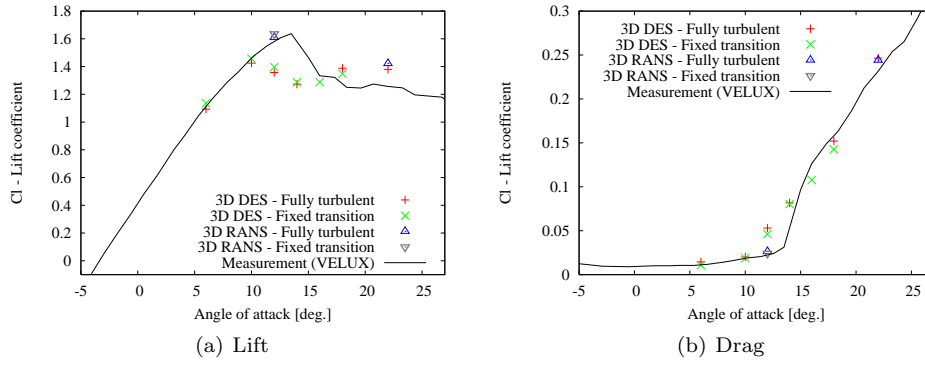 1.8
1.6
1.4
1.2
1
0.8
0.6
0.4
0.2
0
-5 0 5 10 15 20 25
Cl - Lift coefficient
Angle of attack [deg.]
3D DES - Fully turbulent
3D DES - Fixed transition
3D RANS - Fully turbulent
3D RANS - Fixed transition
Measurement (VELUX)
(a) Lift
0.3
0.25
0.2
0.15
0.1
0.05
0
-5 0 5 10 15 20 25
Cl - Lift coefficient
Angle of attack [deg.]
3D DES - Fully turbulent
3D DES - Fixed transition
3D RANS - Fully turbulent
3D RANS - Fixed transition
Measurement (VELUX)
(b) Drag